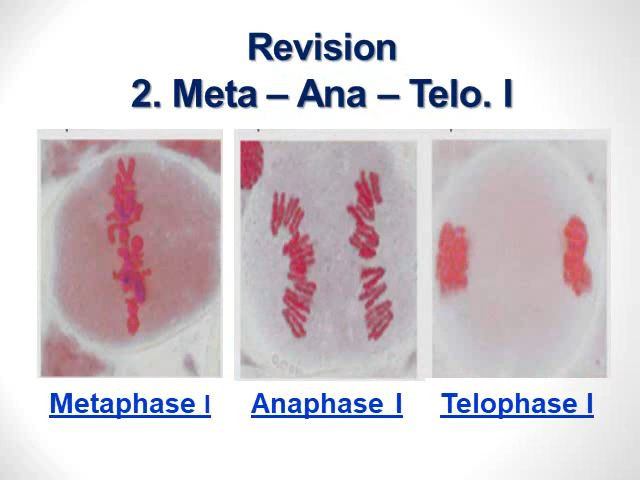 Revision
2. Meta – Ana – Telo. I
Metaphase I
Anaphase I
Telophase I